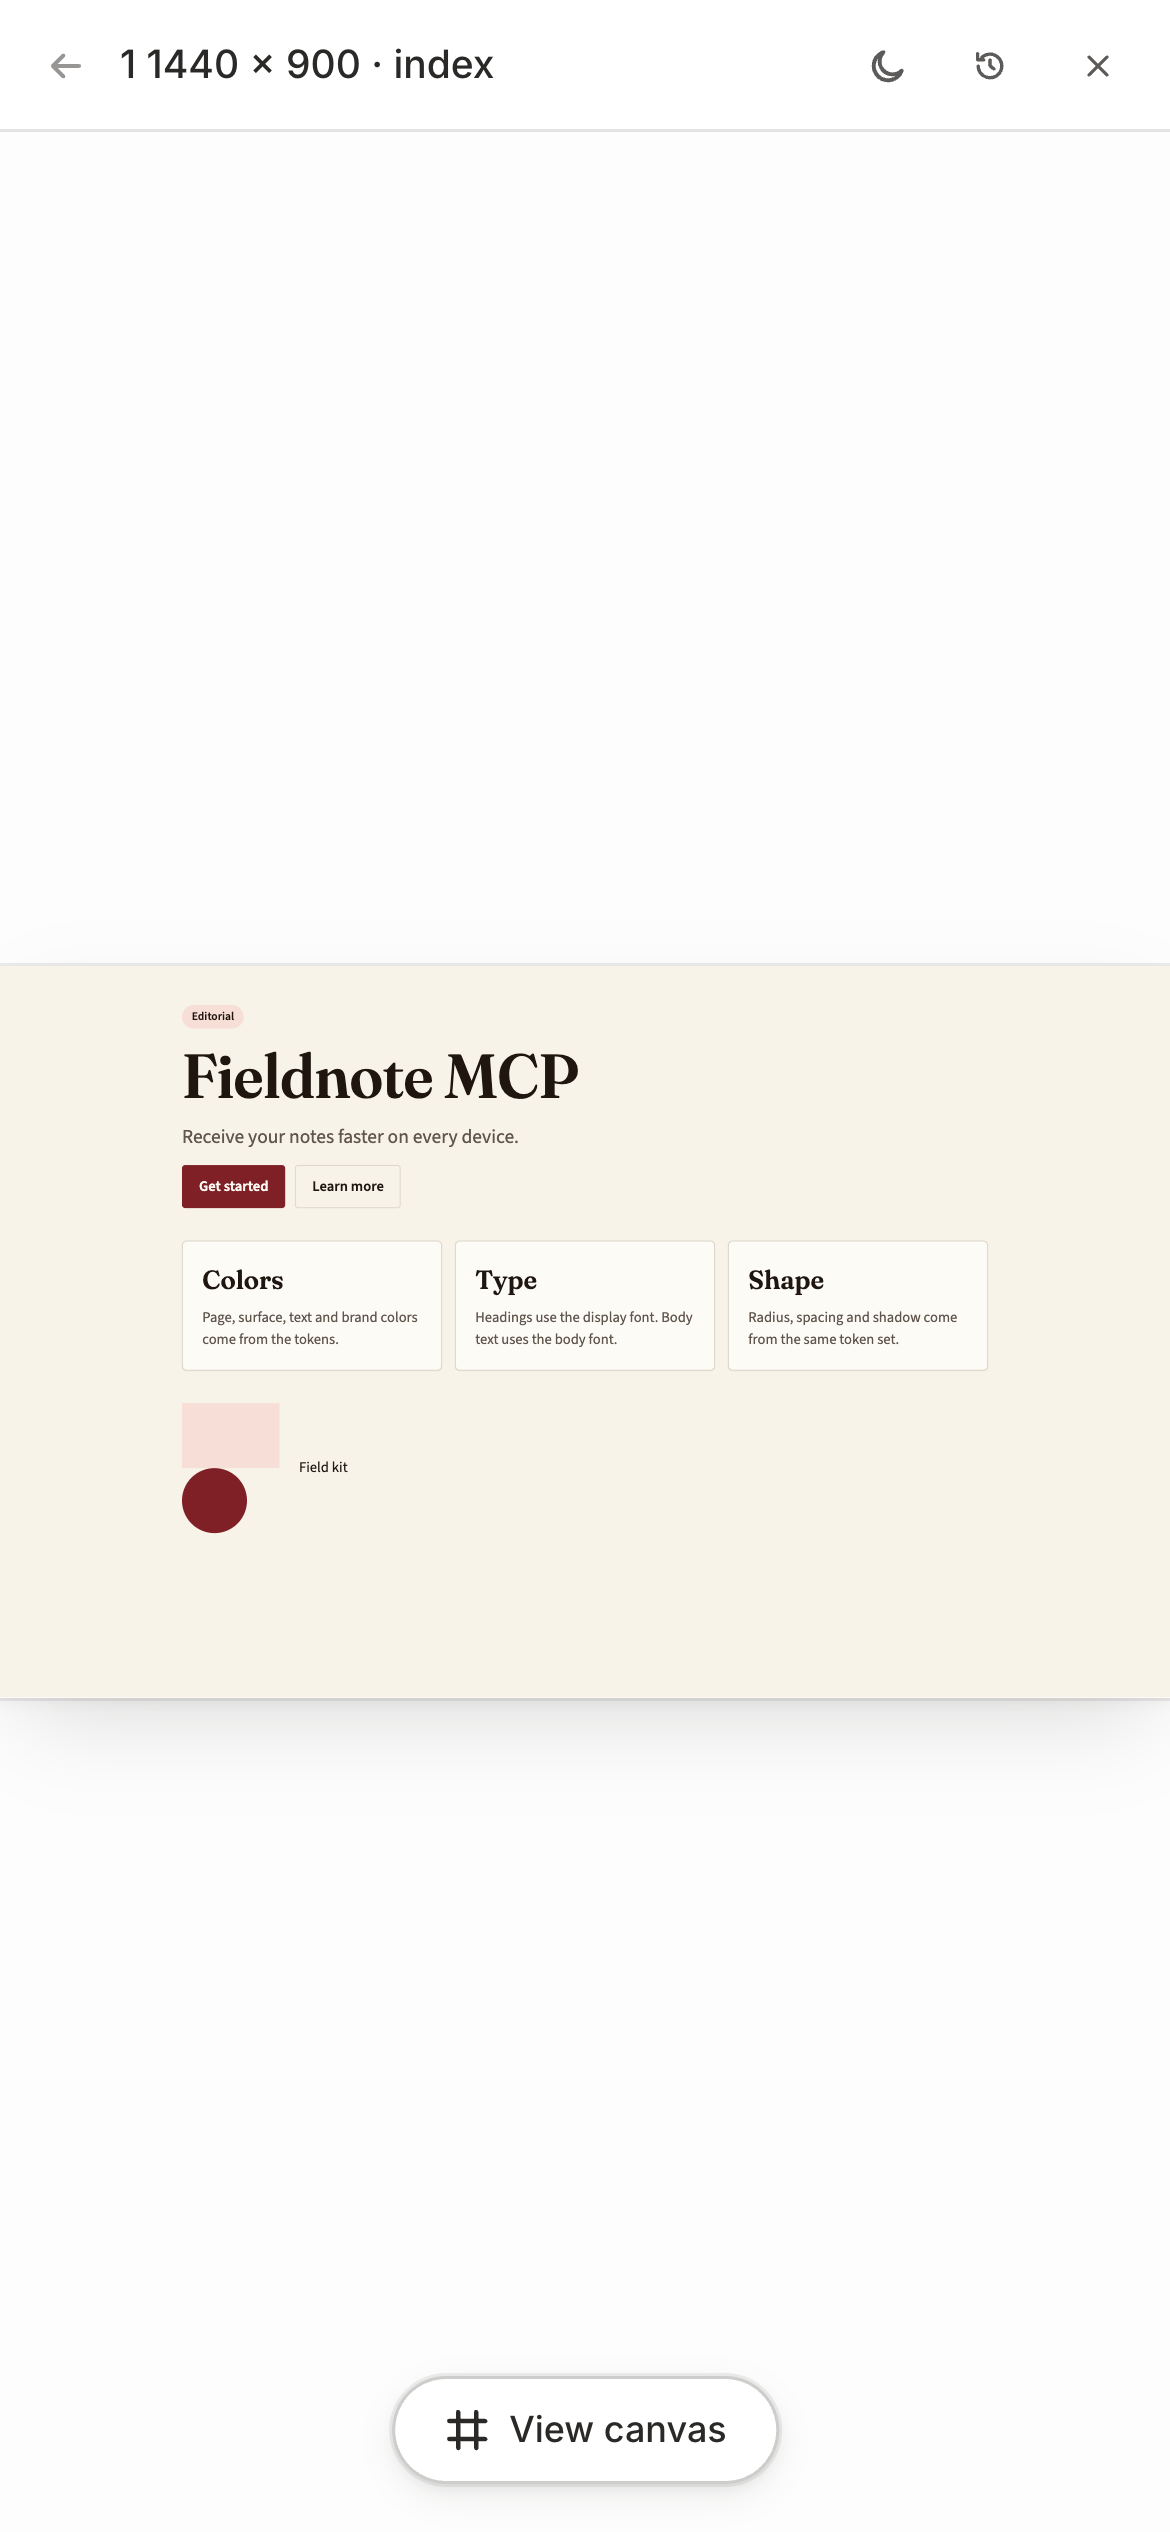 1 1440 × 900 · index
Editorial
Fieldnote MCP
Receive your notes faster on every device.
Get started
Learn more
Colors
Page, surface, text and brand colors
come from the tokens.
Type
Headings use the display font. Body
text uses the body font.
Shape
Radius, spacing and shadow come
from the same token set.
Field kit
View canvas